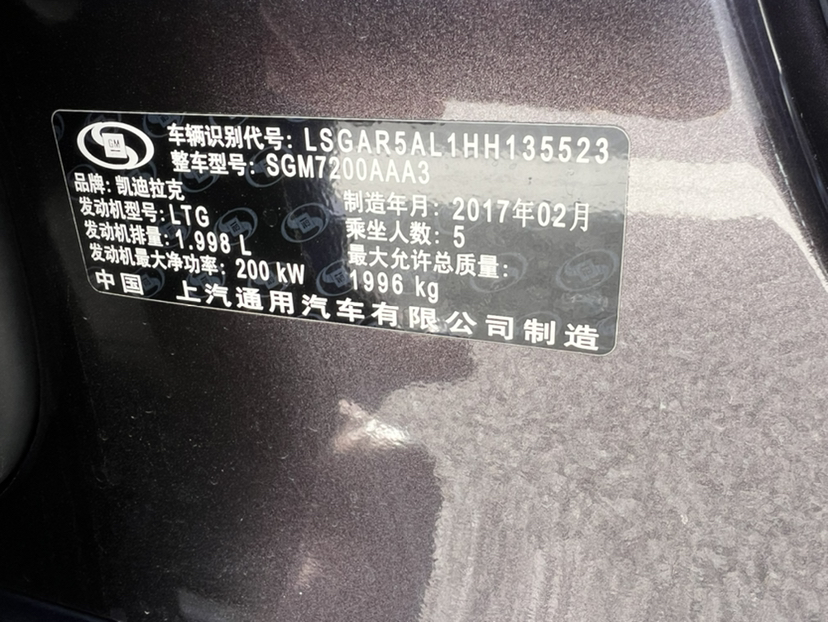 车辆识别代号: LSGAR5AL1HH135523
整车型号: SGM7200AAA3
品牌: 凯迪拉克
制造年月: 2017年02月
发动机型号: LTG
乘坐人数: 5
发动机排量: 1.998 L
最大允许总质量:
发动机最大净功率: 200 kW
1996 kg
中国 上汽通用汽车有限公司制造
GM